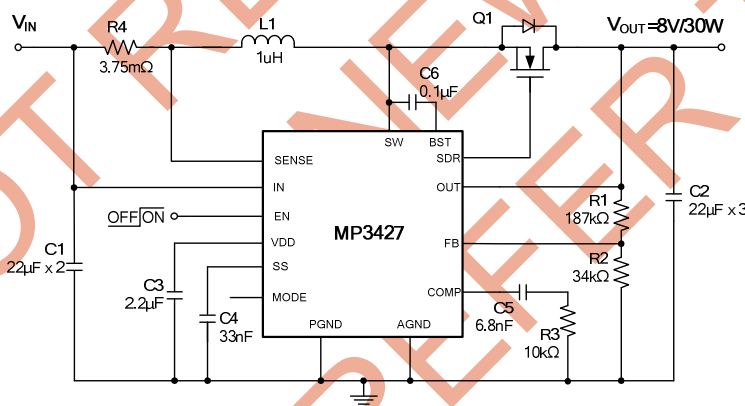 V_IN
R4
3.75mΩ
L1
1uH
Q1
V_OUT=8V/30W
C6
0.1µF
SW
BST
SENSE
SDR
IN
OUT
R1
187kΩ
C2
22µF x 3
OFF ON
EN
MP3427
C1
22µF x 2
VDD
FB
R2
34kΩ
SS
C3
2.2µF
MODE
COMP
C4
33nF
C5
6.8nF
R3
10kΩ
PGND
AGND